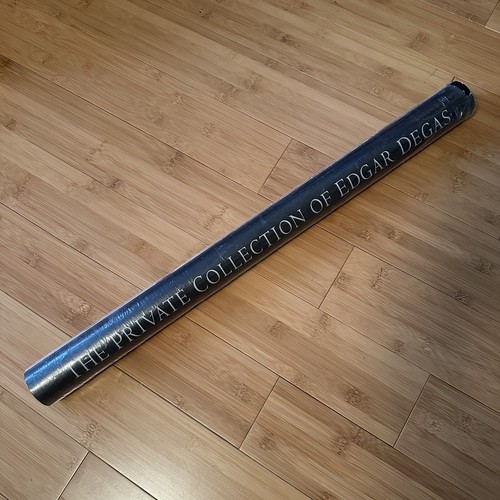 THE PRIVATE COLLECTION OF EDGAR DEGAS